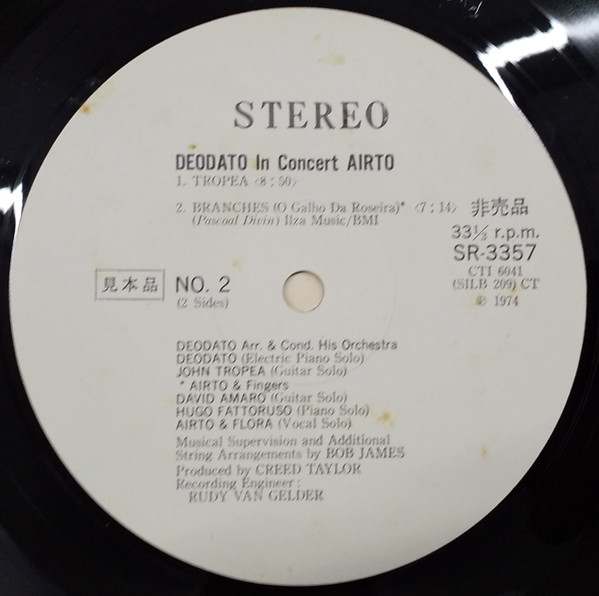 STEREO
DEODATO In Concert AIRTO
1. TROPEA <8:50>
2. BRANCHES (O Galho Da Roseira)* <7:14> 非売品
(Pascoal Divin) Ilza Music/BMI
33⅓ r.p.m.
SR-3357
CTI 6041
(SILB 209) CT
℗ 1974
見本品 NO. 2
(2 Sides)
DEODATO Arr. & Cond. His Orchestra
DEODATO (Electric Piano Solo)
JOHN TROPEA (Guitar Solo)
* AIRTO & Fingers
DAVID AMARO (Guitar Solo)
HUGO FATTORUSO (Piano Solo)
AIRTO & FLORA (Vocal Solo)
Musical Supervision and Additional
String Arrangements by BOB JAMES
Produced by CREED TAYLOR
Recording Engineer:
RUDY VAN GELDER